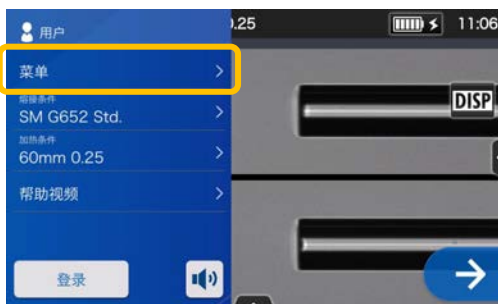 用户
.25
11:06
菜单
DISP
熔接条件
SM G652 Std.
加热条件
60mm 0.25
帮助视频
登录